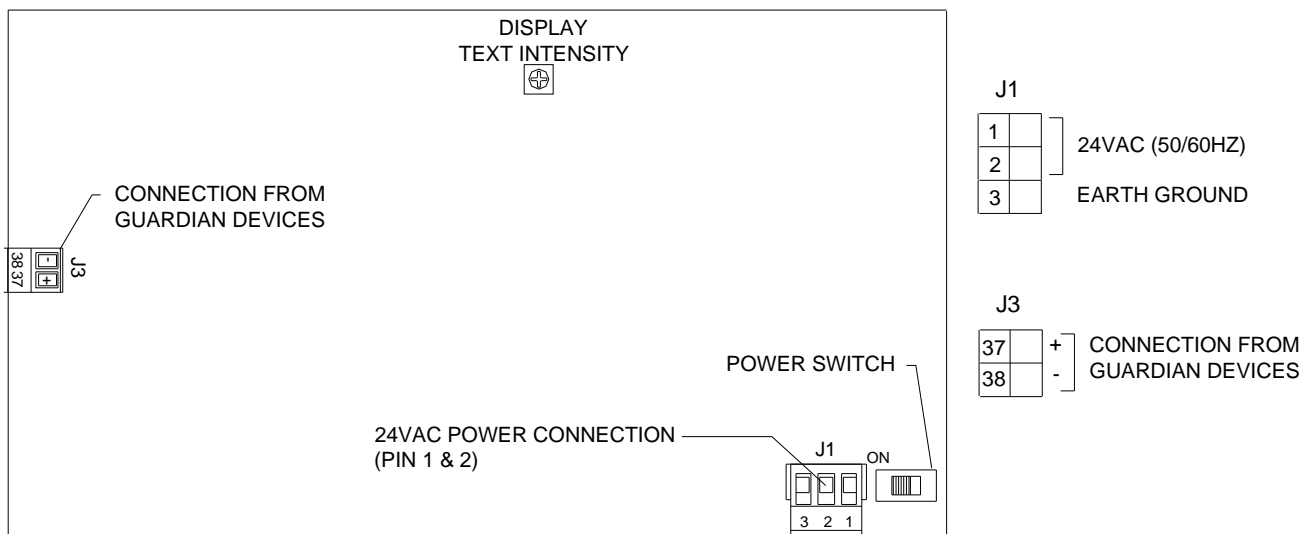 DISPLAY
TEXT INTENSITY
CONNECTION FROM
GUARDIAN DEVICES
38 37
-
+
J3
POWER SWITCH
24VAC POWER CONNECTION
(PIN 1 & 2)
J1
ON
3 2 1
J1
1
2
3
24VAC (50/60HZ)
EARTH GROUND
J3
37 +
38 -
CONNECTION FROM
GUARDIAN DEVICES